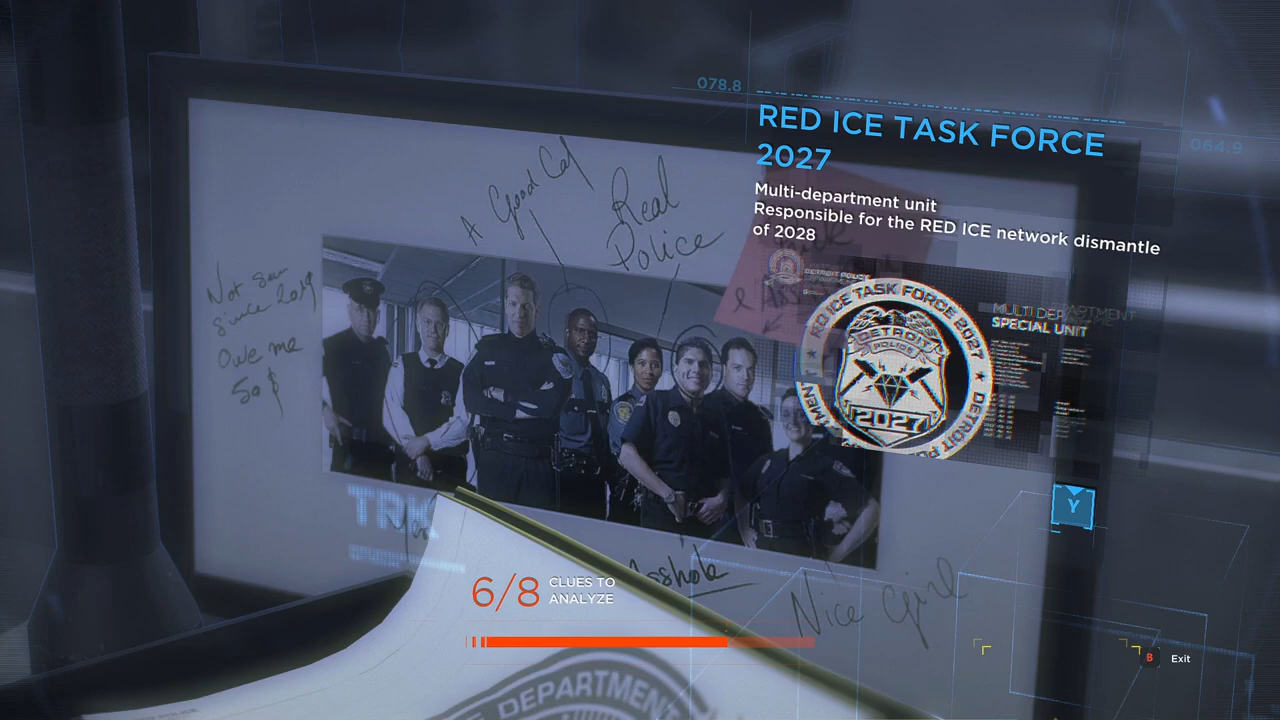 078.8
RED ICE TASK FORCE
2027
064.9
Multi-department unit
Responsible for the RED ICE network dismantle
of 2028
A Good Cop
Real
Police
Not seen
since 2019
Owe me
50 $
DETROIT POLICE
RED ICE TASK FORCE 2027
DETROIT
POLICE
2027
MULTI DEPARTMENT
SPECIAL UNIT
Y
6/8
CLUES TO
ANALYZE
Asshole
Nice Girl
B Exit
DEPARTMENT